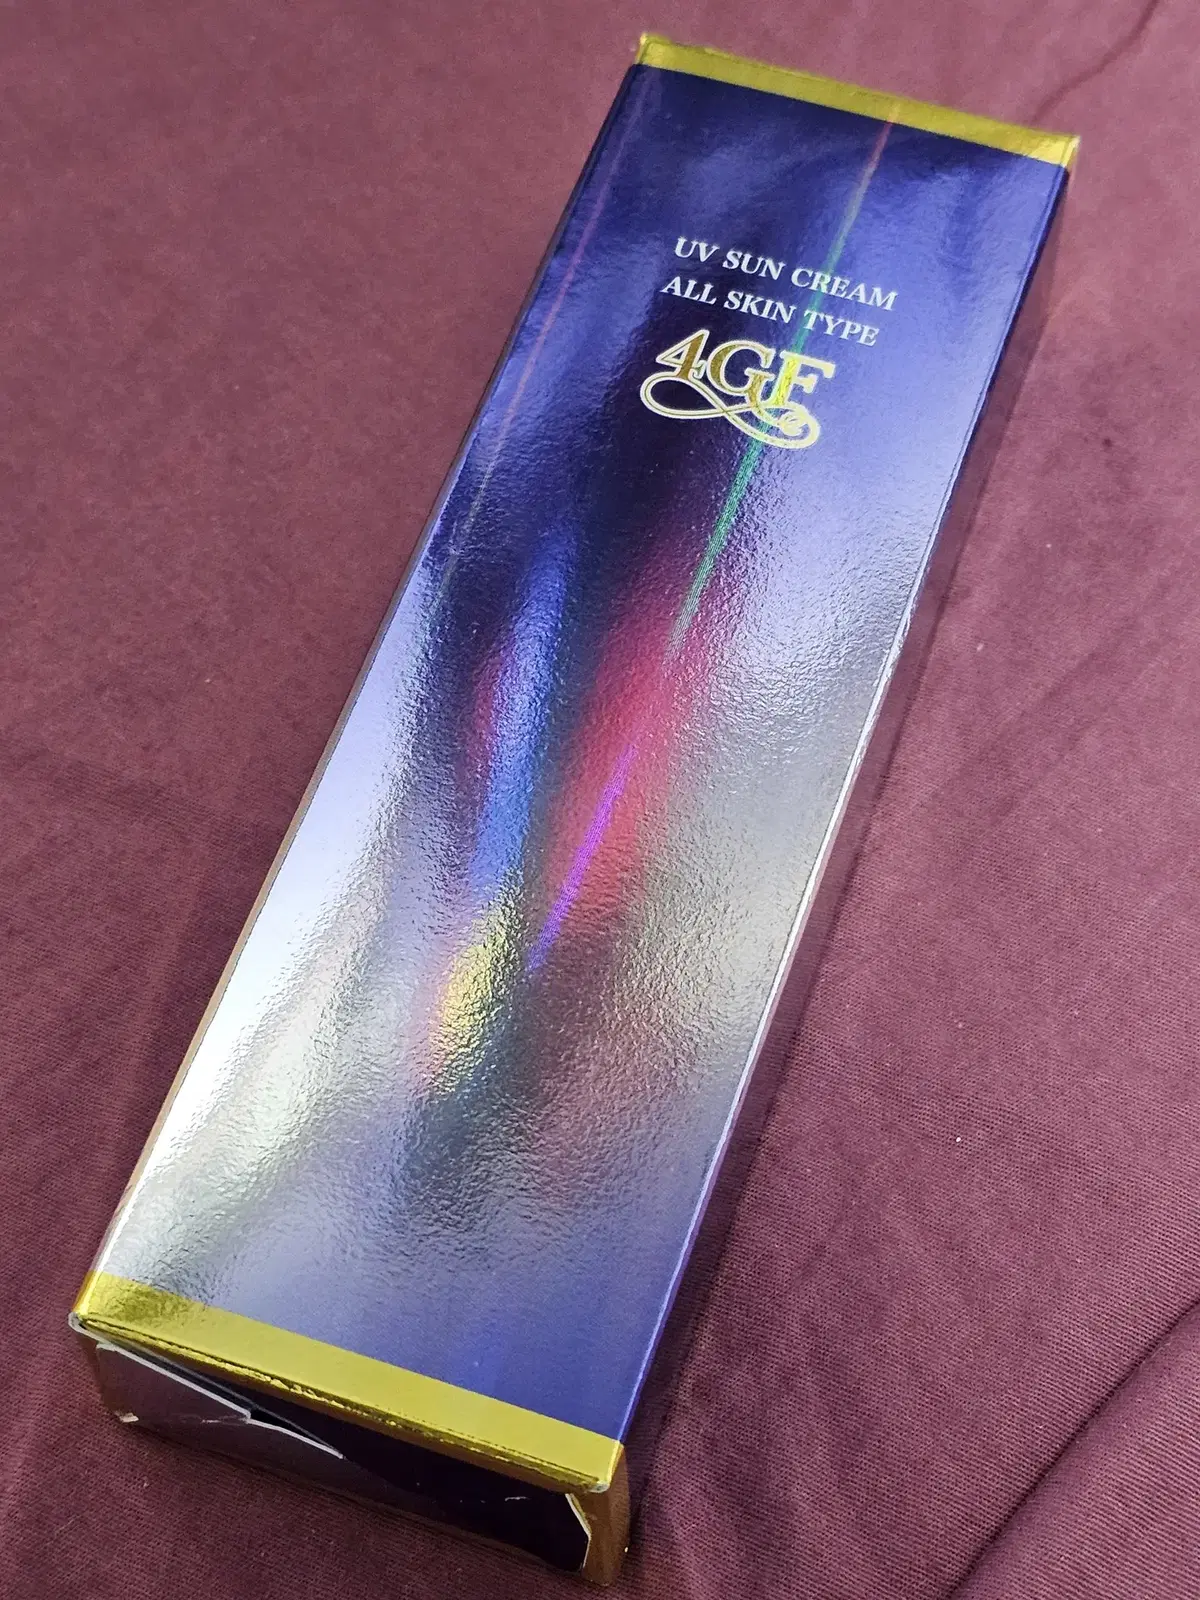 UV SUN CREAM
ALL SKIN TYPE
4GF